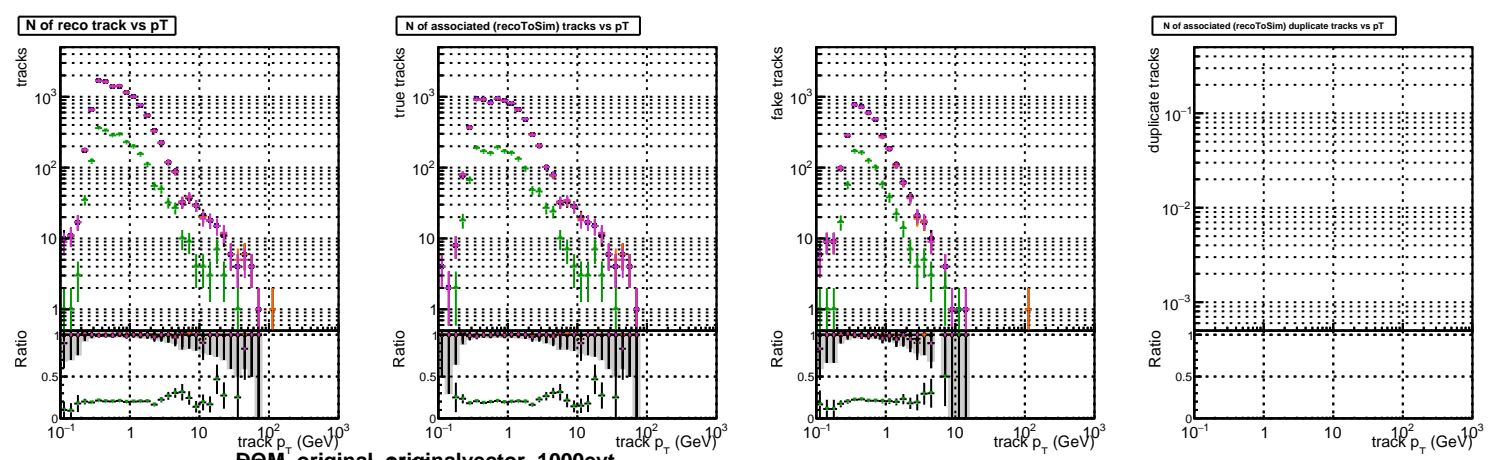 N of reco track vs pT
tracks
10³
10²
10
1
Ratio
1
0.5
0
10⁻¹ 1 10 10² 10³
track p_T (GeV)
N of associated (recoToSim) tracks vs pT
true tracks
10³
10²
10
1
Ratio
1
0.5
0
10⁻¹ 1 10 10² 10³
track p_T (GeV)
fake tracks
10³
10²
10
1
Ratio
1
0.5
0
10⁻¹ 1 10 10² 10³
track p_T (GeV)
N of associated (recoToSim) duplicate tracks vs pT
duplicate tracks
10⁻¹
10⁻²
10⁻³
Ratio
1
0.5
0
10⁻¹ 1 10 10² 10³
track p_T (GeV)